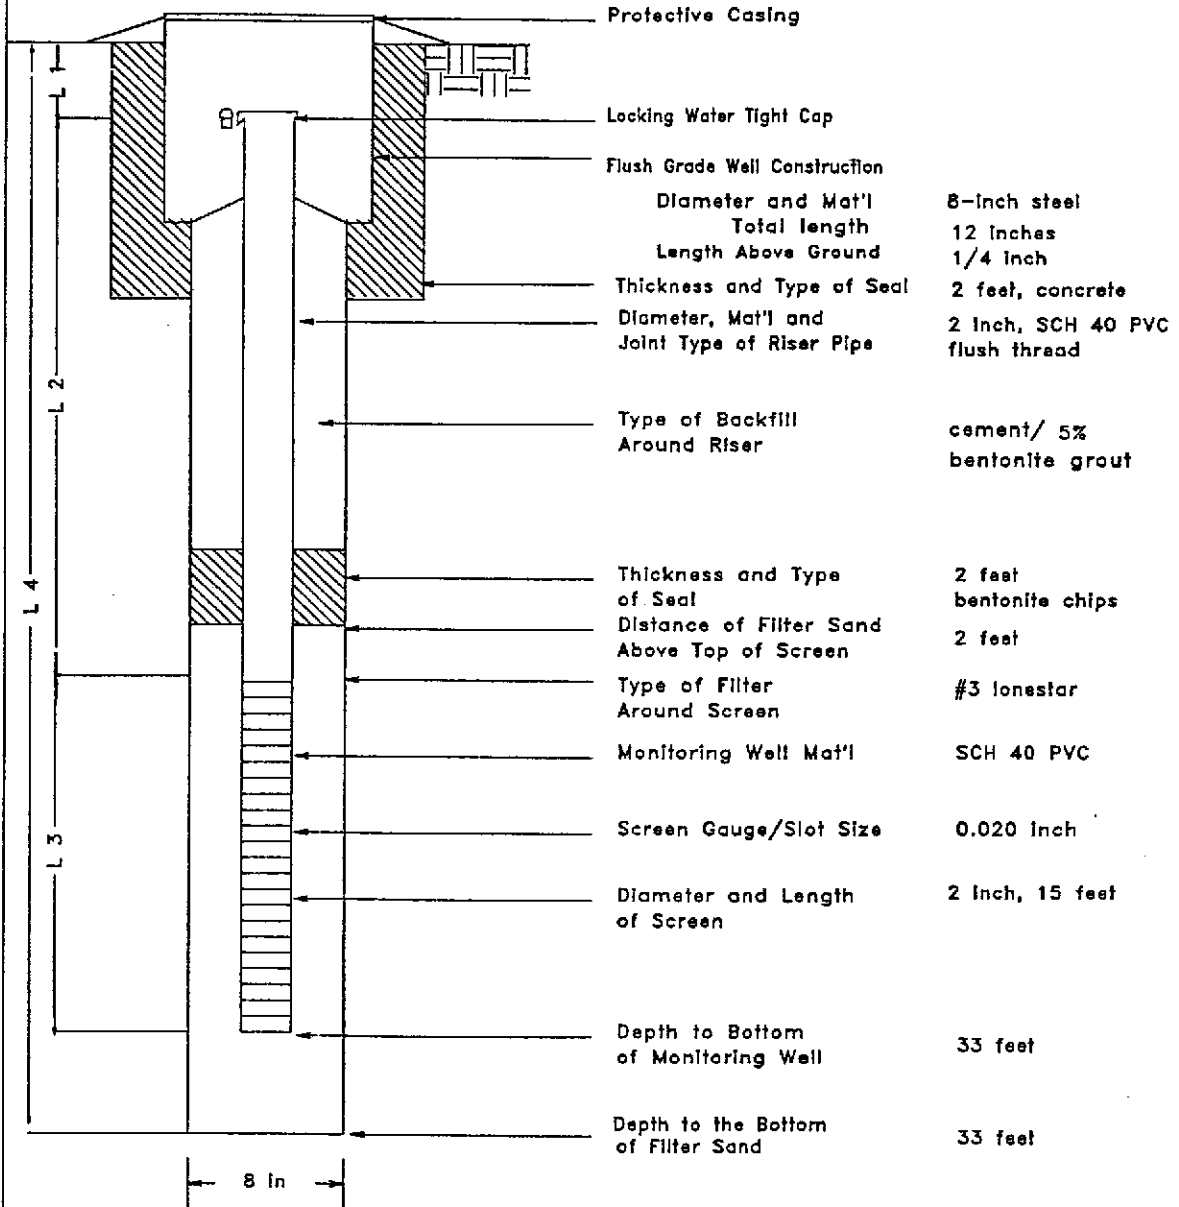 Protective Casing
L 1
Locking Water Tight Cap
Flush Grade Well Construction
Diameter and Mat'l 8-inch steel
Total length 12 inches
Length Above Ground 1/4 inch
Thickness and Type of Seal 2 feet, concrete
Diameter, Mat'l and 2 inch, SCH 40 PVC
Joint Type of Riser Pipe flush thread
L 2
Type of Backfill cement/ 5%
Around Riser bentonite grout
L 4
Thickness and Type 2 feet
of Seal bentonite chips
Distance of Filter Sand 2 feet
Above Top of Screen
Type of Filter #3 lonestar
Around Screen
Monitoring Well Mat'l SCH 40 PVC
L 3
Screen Gauge/Slot Size 0.020 inch
Diameter and Length 2 inch, 15 feet
of Screen
Depth to Bottom 33 feet
of Monitoring Well
Depth to the Bottom 33 feet
of Filter Sand
8 in